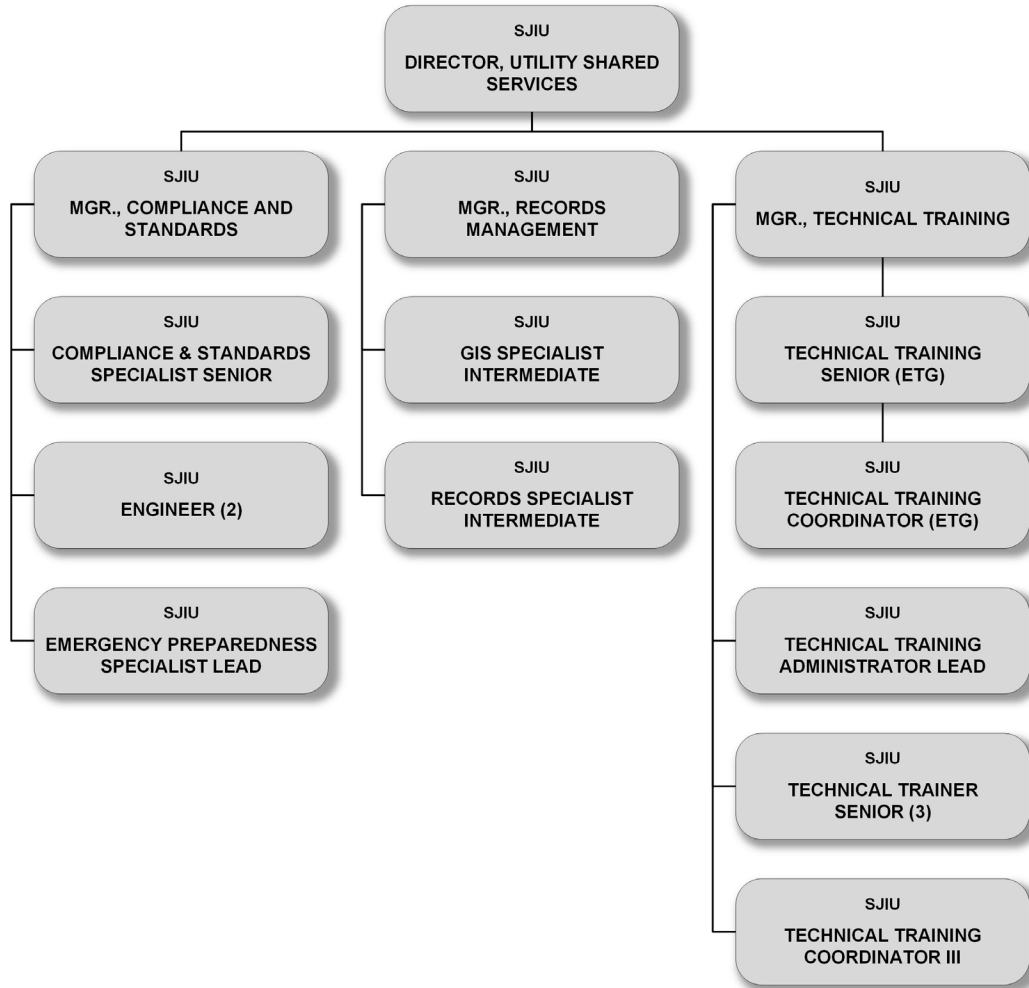 SJIU
DIRECTOR, UTILITY SHARED
SERVICES
SJIU
MGR., COMPLIANCE AND
STANDARDS
SJIU
COMPLIANCE & STANDARDS
SPECIALIST SENIOR
SJIU
ENGINEER (2)
SJIU
EMERGENCY PREPAREDNESS
SPECIALIST LEAD
SJIU
MGR., RECORDS
MANAGEMENT
SJIU
GIS SPECIALIST
INTERMEDIATE
SJIU
RECORDS SPECIALIST
INTERMEDIATE
SJIU
MGR., TECHNICAL TRAINING
SJIU
TECHNICAL TRAINING
SENIOR (ETG)
SJIU
TECHNICAL TRAINING
COORDINATOR (ETG)
SJIU
TECHNICAL TRAINING
ADMINISTRATOR LEAD
SJIU
TECHNICAL TRAINER
SENIOR (3)
SJIU
TECHNICAL TRAINING
COORDINATOR III